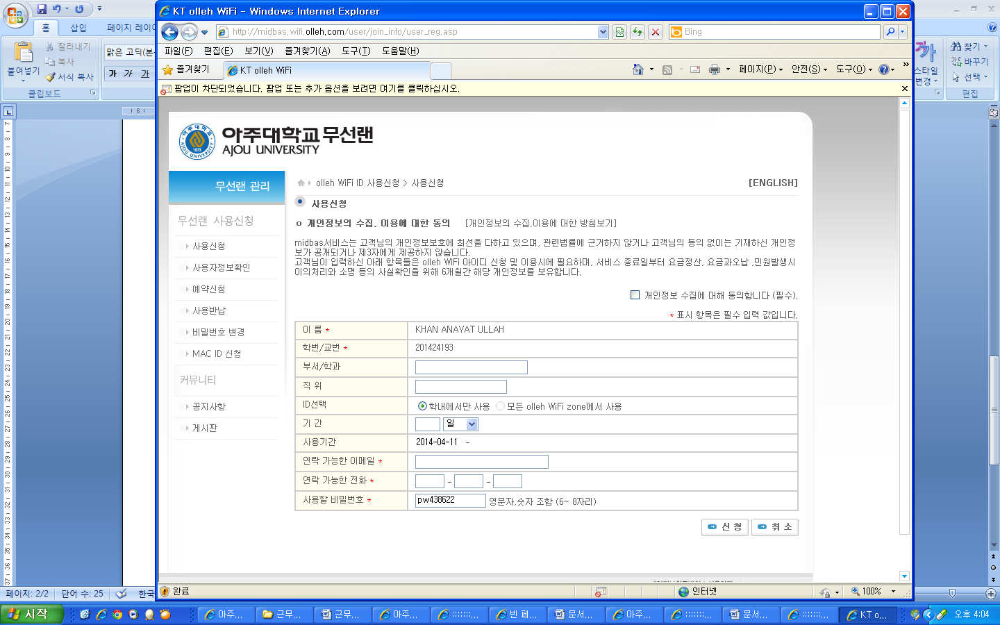 KT olleh WiFi - Windows Internet Explorer
홈 삽입 페이지 레이
http://midbas.wifi.olleh.com/user/join_info/user_reg.asp
Bing
파일(F) 편집(E) 보기(V) 즐겨찾기(A) 도구(T) 도움말(H)
잘라내기
복사
서식 복사
붙여넣기
클립보드
맑은 고딕(본
가 가 가
찾기
바꾸기
선택
스타일
변경
편집
즐겨찾기
KT olleh WiFi
페이지(P) 안전(S) 도구(O)
팝업이 차단되었습니다. 팝업 또는 추가 옵션을 보려면 여기를 클릭하십시오.
아주대학교 무선랜
AJOU UNIVERSITY
무선랜 관리
무선랜 사용신청
사용신청
사용자정보확인
예약신청
사용반납
비밀번호 변경
MAC ID 신청
커뮤니티
공지사항
게시판
olleh WiFi ID 사용신청 > 사용신청
[ENGLISH]
사용신청
o 개인정보의 수집, 이용에 대한 동의 [개인정보의 수집,이용에 대한 방침보기]
midbas서비스는 고객님의 개인정보보호에 최선을 다하고 있으며, 관련법률에 근거하지 않거나 고객님의 동의 없이는 기재하신 개인정
보가 공개되거나 제3자에게 제공하지 않습니다.
고객님이 입력하신 아래 항목들은 olleh WiFi 아이디 신청 및 이용시에 필요하며, 서비스 종료일부터 요금정산, 요금과오납 ,민원발생시
이의처리와 소명 등의 사실확인을 위해 6개월간 해당 개인정보를 보유합니다.
개인정보 수집에 대해 동의합니다 (필수).
* 표시 항목은 필수 입력 값입니다.
이 름 * KHAN ANAYAT ULLAH
학번/교번 * 201424193
부서/학과
직 위
ID선택 학내에서만 사용 모든 olleh WiFi zone에서 사용
기 간 일
사용기간 2014-04-11 -
연락 가능한 이메일 *
연락 가능한 전화 * - -
사용할 비밀번호 * pw438622 영문자,숫자 조합 (6~ 8자리)
신 청 취 소
완료 인터넷 100%
페이지: 2/2 단어 수: 25 한국
시작 아주... 근무... 근무... 아주... ::::::... 빈 페... 문서... 아주... ::::::... 문서... ::::::... KT o... 오후 4:04